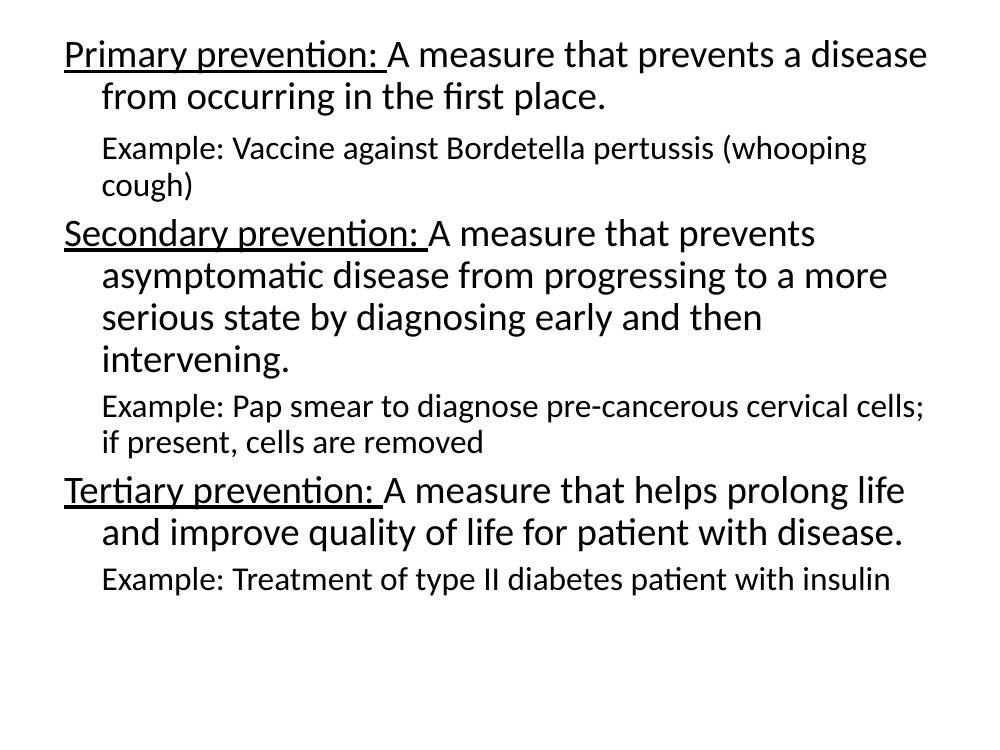 Primary prevention: A measure that prevents a disease
from occurring in the first place.
Example: Vaccine against Bordetella pertussis (whooping
cough)
Secondary prevention: A measure that prevents
asymptomatic disease from progressing to a more
serious state by diagnosing early and then
intervening.
Example: Pap smear to diagnose pre-cancerous cervical cells;
if present, cells are removed
Tertiary prevention: A measure that helps prolong life
and improve quality of life for patient with disease.
Example: Treatment of type II diabetes patient with insulin